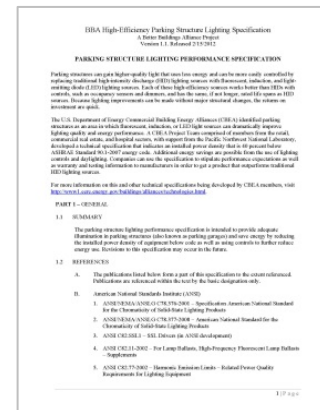 BBA High-Efficiency Parking Structure Lighting Specification
A Better Buildings Alliance Project
Version 1.1, Released 2/15/2012
PARKING STRUCTURE LIGHTING PERFORMANCE SPECIFICATION
Parking structures can gain higher-quality light that uses less energy and can be more easily controlled by
replacing traditional high-intensity discharge (HID) lighting sources with fluorescent, induction, and light-
emitting diode (LED) lighting sources. Each of these high-efficiency sources works better than HIDs with
controls, such as occupancy sensors and dimmers, and has the same, if not longer, rated life spans as HID
sources. Because lighting improvements can be made without major structural changes, the returns on
investment are quick.
The U.S. Department of Energy Commercial Building Energy Alliances (CBEA) identified parking
structures as an area in which fluorescent, induction, or LED light sources can dramatically improve
lighting quality and energy performance. A CBEA Project Team comprised of members from the retail,
commercial real estate, and hospital sectors, with support from the Pacific Northwest National Laboratory,
developed a technical specification that indicates an installed power density that is 40 percent below
ASHRAE Standard 90.1-2007 energy code. Additional energy savings are possible from the use of lighting
controls and daylighting. Companies can use the specification to stipulate performance expectations as well
as warranty and testing information to manufacturers in order to get a product that outperforms traditional
HID lighting sources.
For more information on this and other technical specifications being developed by CBEA members, visit
http://www1.eere.energy.gov/buildings/alliances/technologies.html.
PART 1 – GENERAL
1.1 SUMMARY
The parking structure lighting performance specification is intended to provide adequate
illumination in parking structures (also known as parking garages) and save energy by reducing
the installed power density of equipment below code as well as using controls to further reduce
energy use. Revisions to this specification may occur in the future.
1.2 REFERENCES
A. The publications listed below form a part of this specification to the extent referenced.
Publications are referenced within the text by the basic designation only.
B. American National Standards Institute (ANSI)
1. ANSI/NEMA/ANSLG C78.376-2001 – Specification American National Standard
for the Chromaticity of Solid-State Lighting Products
2. ANSI/NEMA/ANSLG C78.377-2008 – American National Standard for the
Chromaticity of Solid-State Lighting Products
3. ANSI C82.SSL1 – SSL Drivers (in ANSI development)
4. ANSI C82.11-2002 – For Lamp Ballasts, High-Frequency Fluorescent Lamp Ballasts
– Supplements
5. ANSI C82.77-2002 – Harmonic Emission Limits – Related Power Quality
Requirements for Lighting Equipment
1 | Page